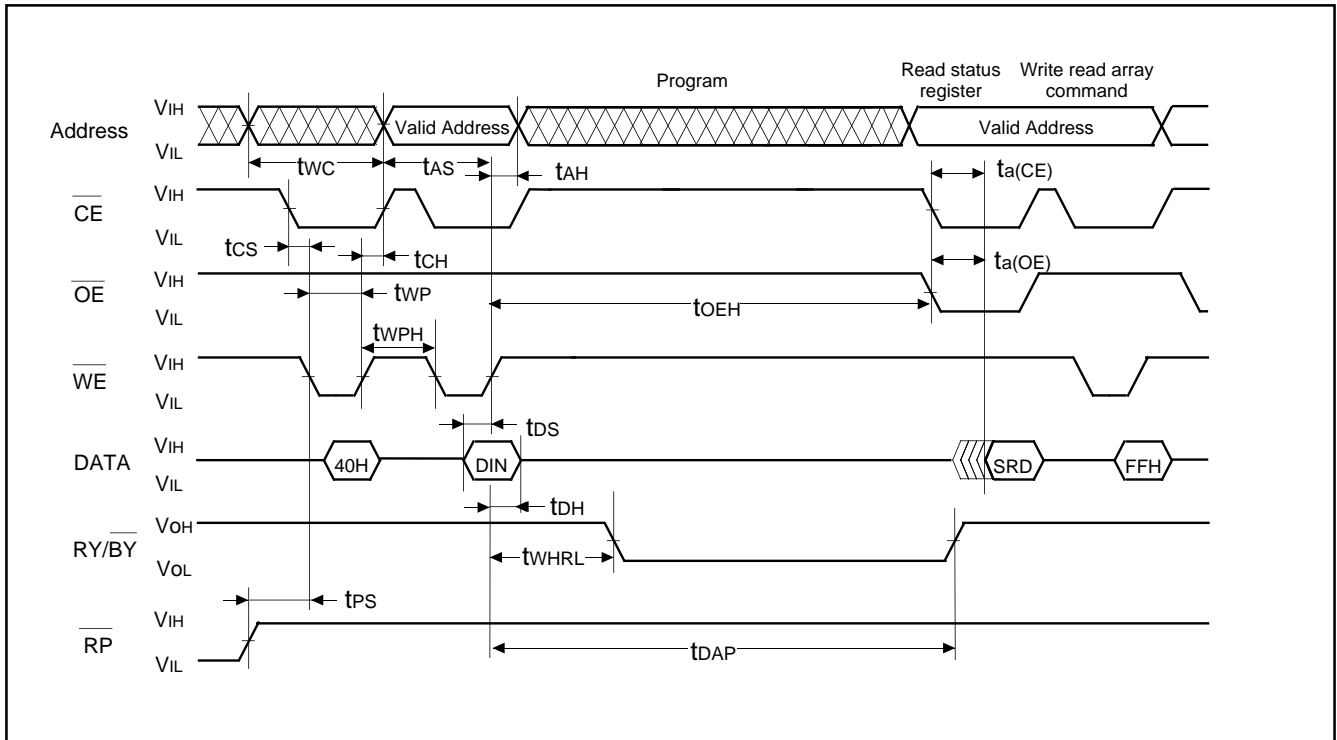 Program
Read status register
Write read array command
Address
VIH
VIL
Valid Address
Valid Address
tWC
tAS
tAH
ta(CE)
CE
VIH
VIL
tCS
tCH
ta(OE)
OE
VIH
VIL
tWP
tOEH
tWPH
WE
VIH
VIL
tDS
DATA
VIH
VIL
40H
DIN
SRD
FFH
tDH
RY/BY
VOH
VOL
tWHRL
tPS
RP
VIH
VIL
tDAP